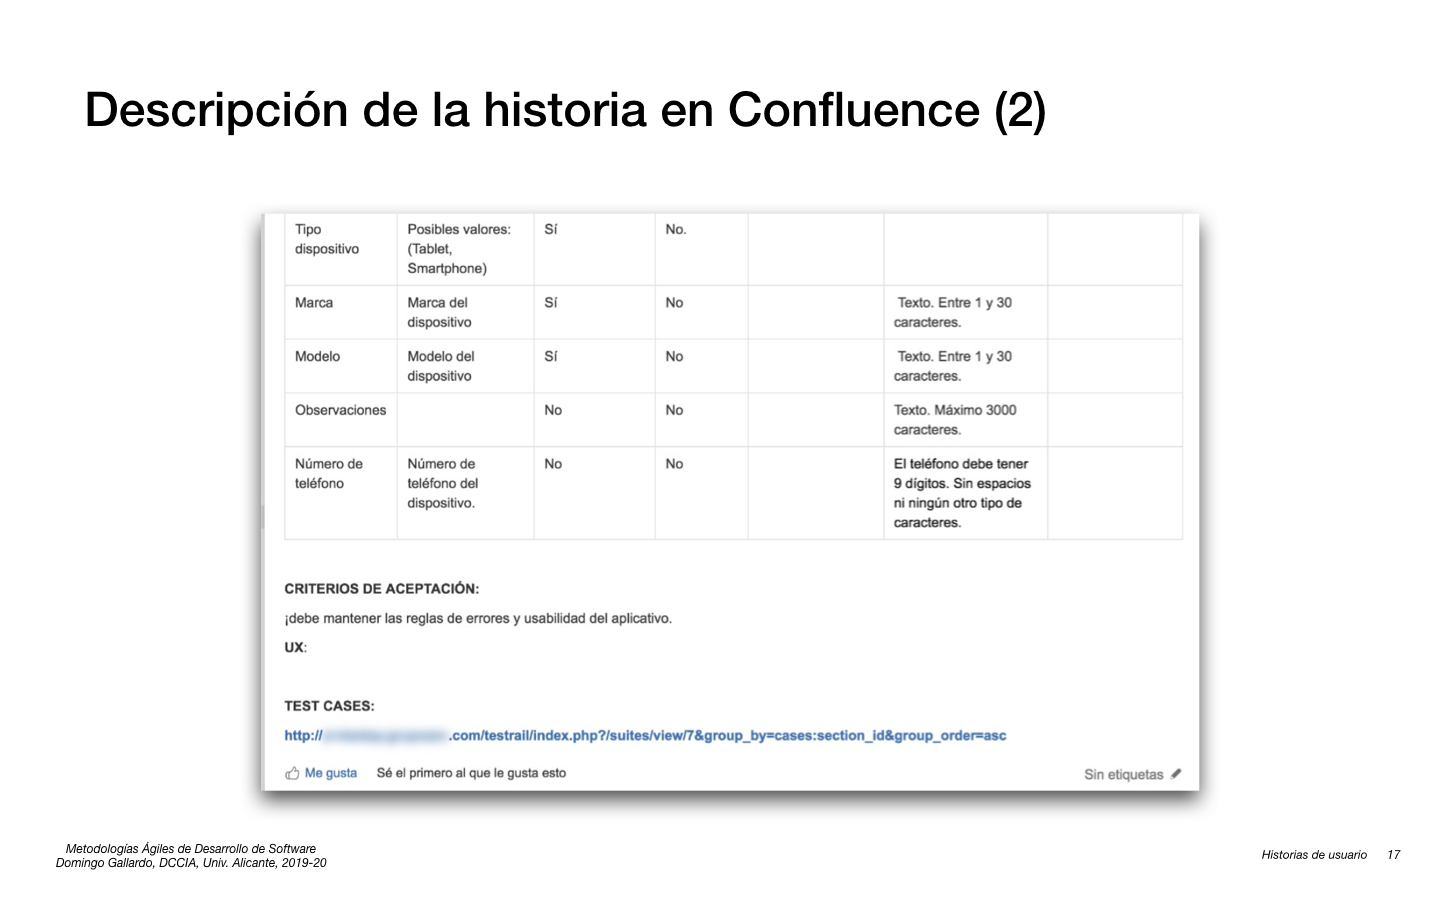 Descripción de la historia en Confluence (2)
Tipo dispositivo Posibles valores: (Tablet, Smartphone) Sí No.
Marca Marca del dispositivo Sí No Texto. Entre 1 y 30 caracteres.
Modelo Modelo del dispositivo Sí No Texto. Entre 1 y 30 caracteres.
Observaciones No No Texto. Máximo 3000 caracteres.
Número de teléfono Número de teléfono del dispositivo. No No El teléfono debe tener 9 dígitos. Sin espacios ni ningún otro tipo de caracteres.
CRITERIOS DE ACEPTACIÓN:
¡debe mantener las reglas de errores y usabilidad del aplicativo.
UX:
TEST CASES:
http:// .com/testrail/index.php?/suites/view/7&group_by=cases:section_id&group_order=asc
Me gusta Sé el primero al que le gusta esto Sin etiquetas
Metodologías Ágiles de Desarrollo de Software
Domingo Gallardo, DCCIA, Univ. Alicante, 2019-20
Historias de usuario 17